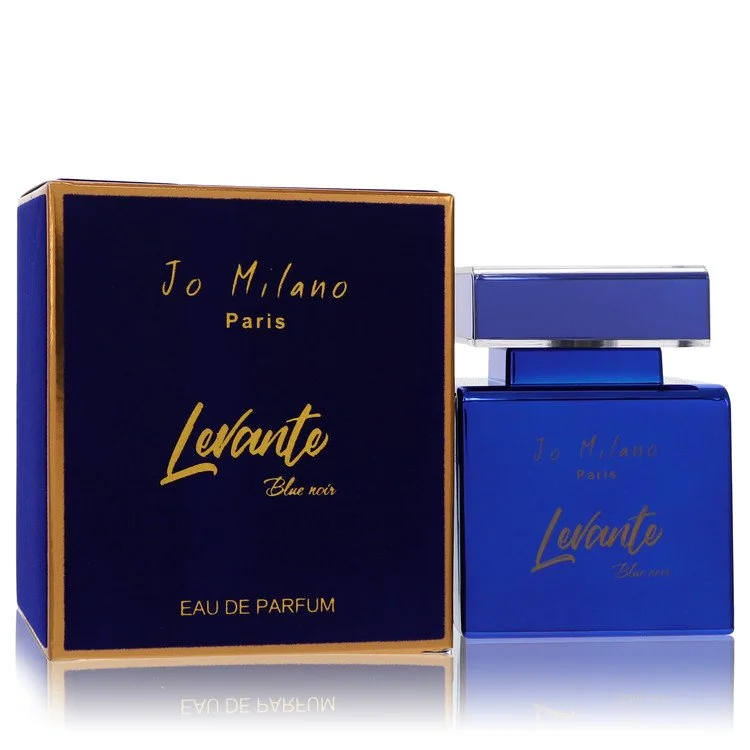 Jo Milano
Paris
Levante
Blue noir
EAU DE PARFUM
Jo Milano
Paris
Levante
Blue noir